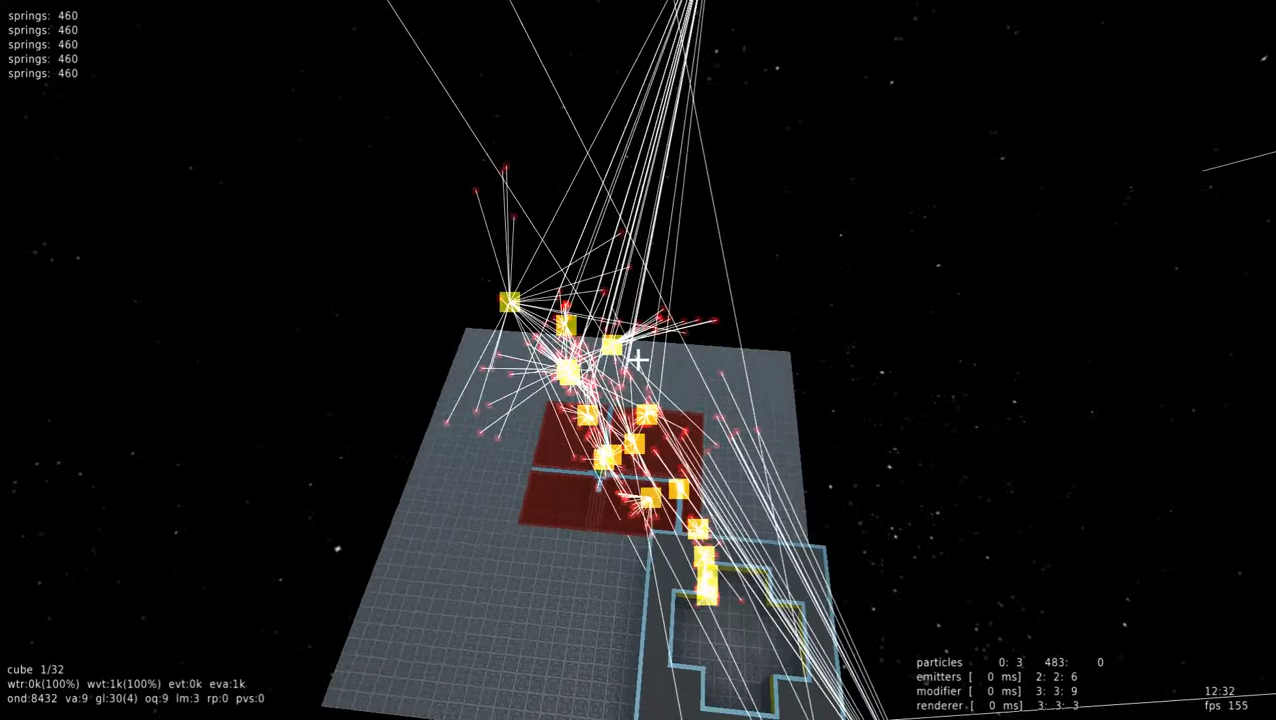 springs: 460
springs: 460
springs: 460
springs: 460
springs: 460
cube 1/32
wtr:0k(100%) wvt:1k(100%) evt:0k eva:1k
ond:8432 va:9 gl:30(4) oq:9 lm:3 rp:0 pvs:0
particles 0: 3 483: 0
emitters [ 0 ms] 2: 2: 6
modifier [ 0 ms] 3: 3: 9
renderer [ 0 ms] 3: 3: 3
12:32
fps 155